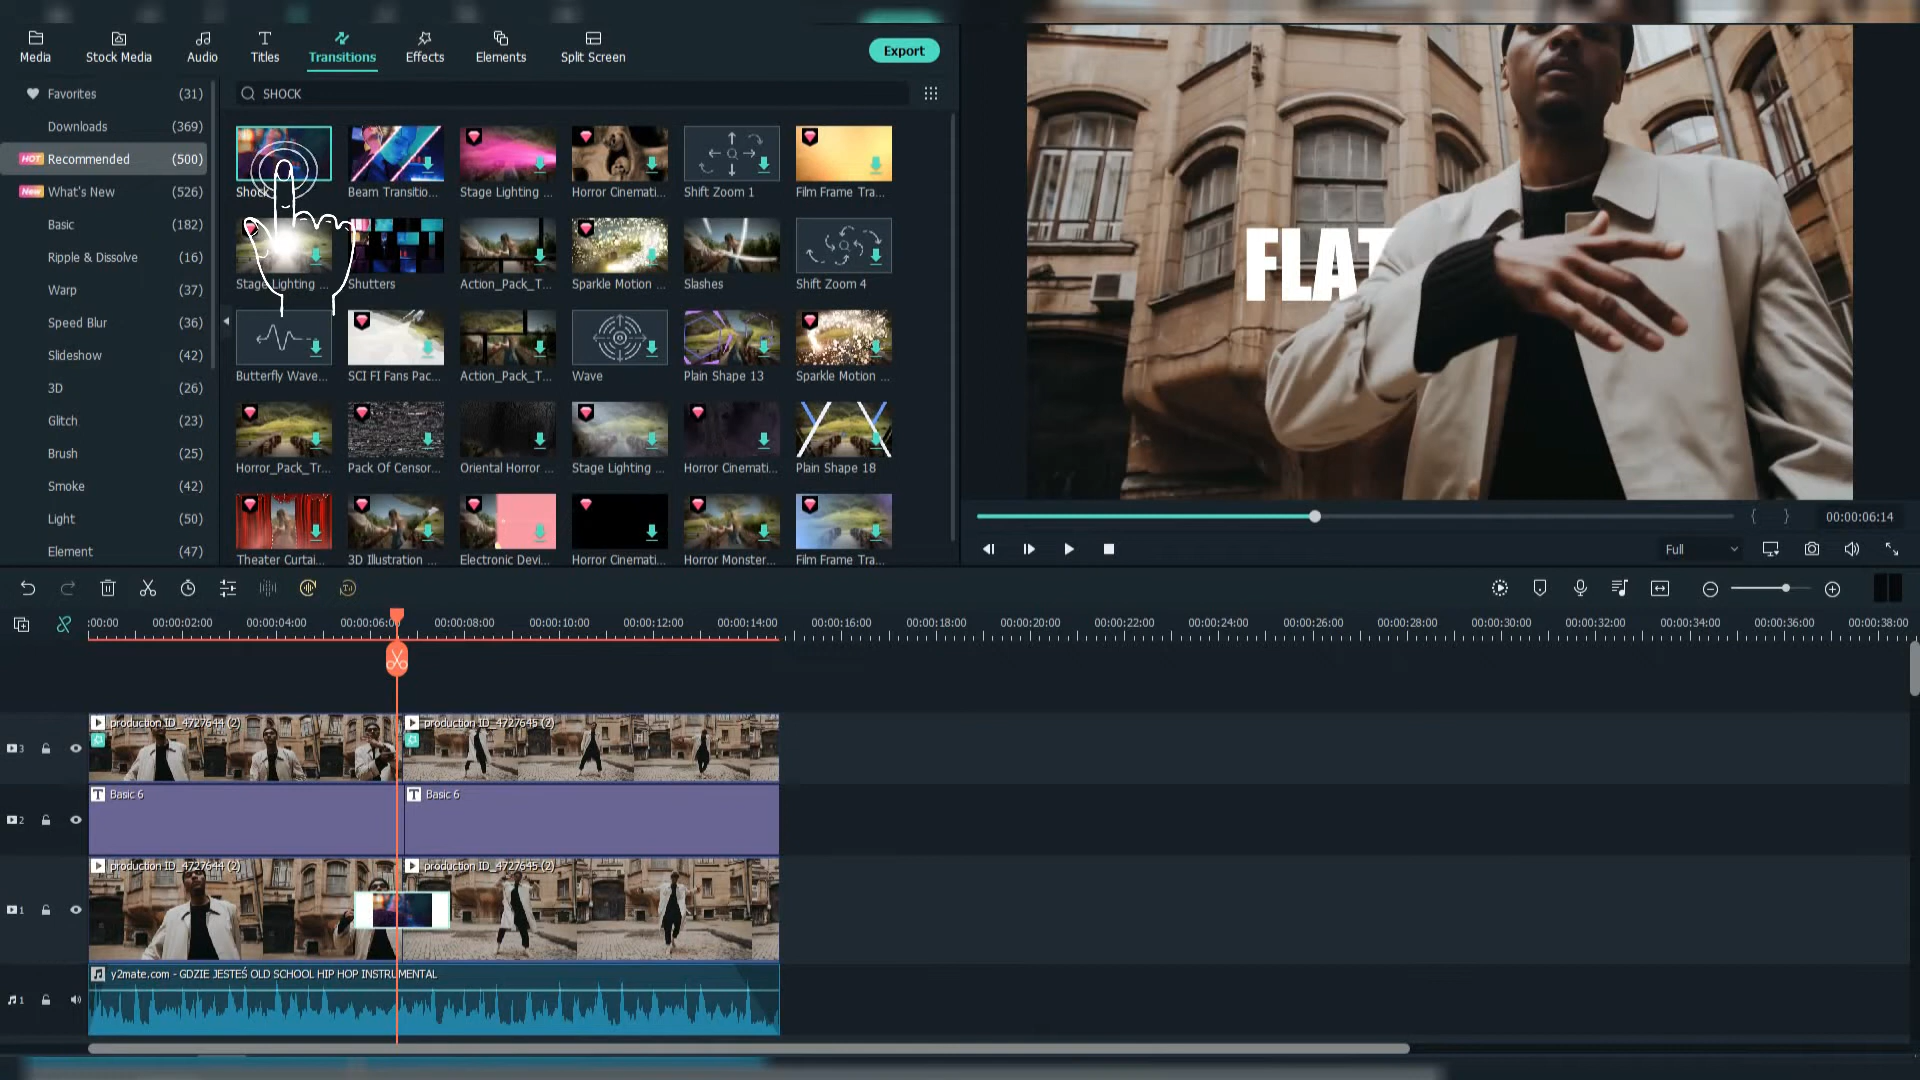 Media
Stock Media
Audio
Titles
Transitions
Effects
Elements
Split Screen
Export
Favorites (31)
Downloads (369)
HOT Recommended (500)
New What's New (526)
Basic (182)
Ripple & Dissolve (16)
Warp (37)
Speed Blur (36)
Slideshow (42)
3D (26)
Glitch (23)
Brush (25)
Smoke (42)
Light (50)
Element (47)
SHOCK
Shock
Beam Transitio...
Stage Lighting ...
Horror Cinemati...
Shift Zoom 1
Film Frame Tra...
Stage Lighting ...
Shutters
Action_Pack_T...
Sparkle Motion ...
Slashes
Shift Zoom 4
Butterfly Wave...
SCI FI Fans Pac...
Action_Pack_T...
Wave
Plain Shape 13
Sparkle Motion ...
Horror_Pack_Tr...
Pack Of Censor...
Oriental Horror ...
Stage Lighting ...
Horror Cinemati...
Plain Shape 18
Theater Curtai...
3D Illustration ...
Electronic Devi...
Horror Cinemati...
Horror Monster...
Film Frame Tra...
FLAT
{ }
00:00:06:14
Full
:00:00
00:00:02:00
00:00:04:00
00:00:06:0
00:00:08:00
00:00:10:00
00:00:12:00
00:00:14:00
00:00:16:00
00:00:18:00
00:00:20:00
00:00:22:00
00:00:24:00
00:00:26:00
00:00:28:00
00:00:30:00
00:00:32:00
00:00:34:00
00:00:36:00
00:00:38:00
3
production ID_4727644 (2)
production ID_4727645 (2)
2
T Basic 6
T Basic 6
1
production ID_4727644 (2)
production ID_4727645 (2)
1
y2mate.com - GDZIE JESTEŚ OLD SCHOOL HIP HOP INSTRUMENTAL